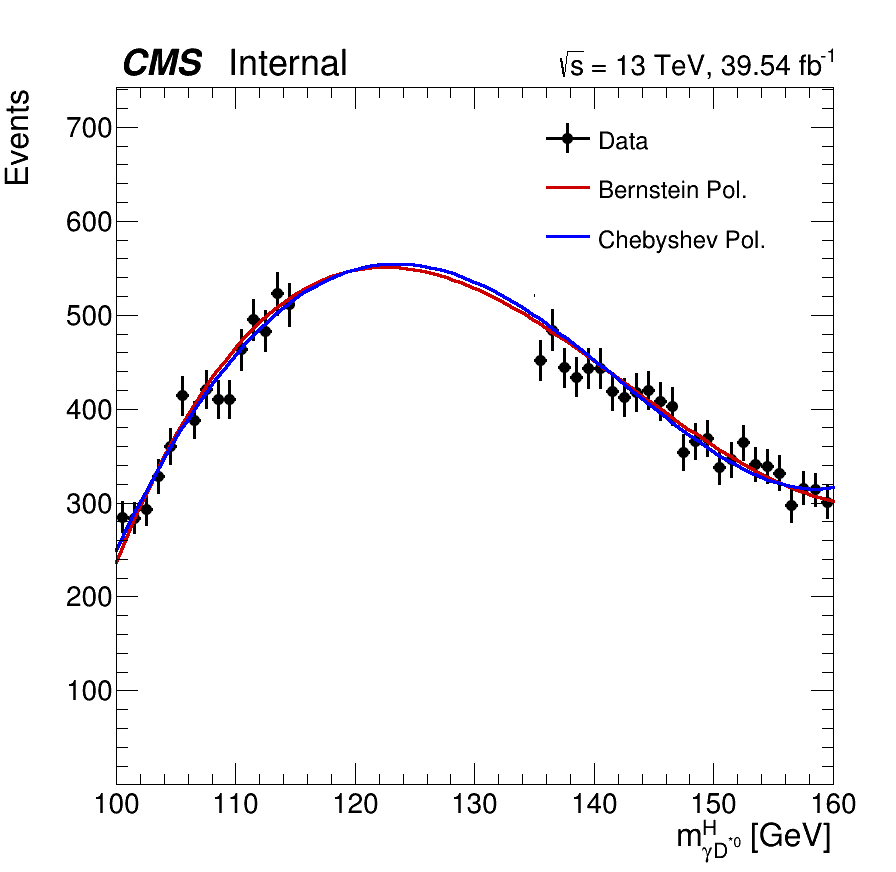 CMS Internal
√s = 13 TeV, 39.54 fb⁻¹
Events
700
600
500
400
300
200
100
Data
Bernstein Pol.
Chebyshev Pol.
100 110 120 130 140 150 160
m^H_γD*0 [GeV]